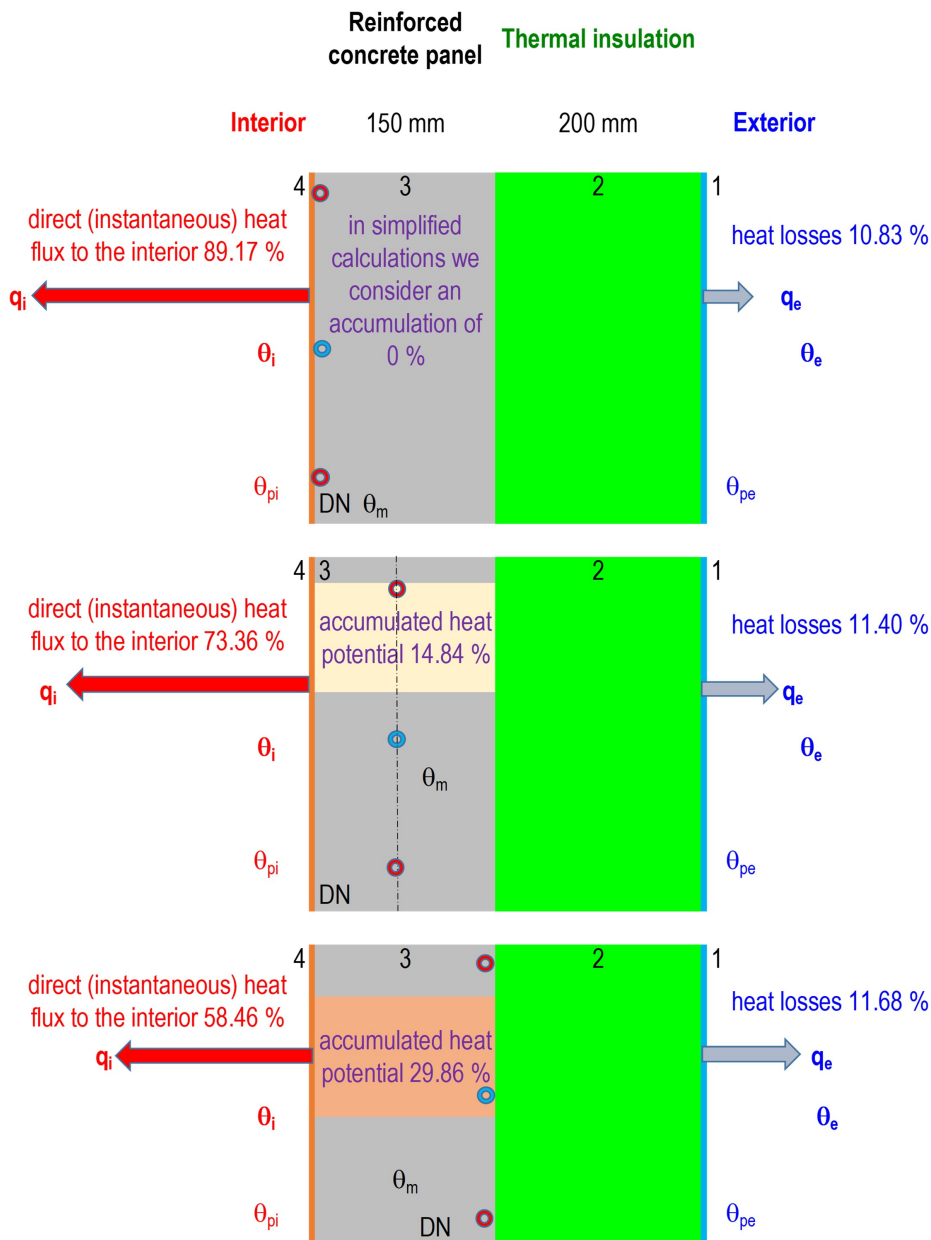 Reinforced
concrete panel
Thermal insulation
Interior
150 mm
200 mm
Exterior
4
3
2
1
direct (instantaneous) heat
flux to the interior 89.17 %
in simplified
calculations we
consider an
accumulation of
0 %
heat losses 10.83 %
qi
qe
θi
θe
θpi
DN θm
θpe
4
3
2
1
direct (instantaneous) heat
flux to the interior 73.36 %
accumulated heat
potential 14.84 %
heat losses 11.40 %
qi
qe
θi
θe
θm
θpi
DN
θpe
4
3
2
1
direct (instantaneous) heat
flux to the interior 58.46 %
accumulated heat
potential 29.86 %
heat losses 11.68 %
qi
qe
θi
θe
θm
θpi
DN
θpe